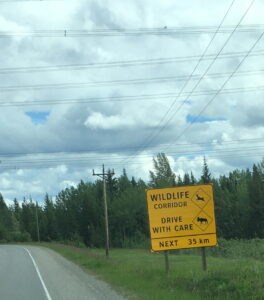 WILDLIFE
CORRIDOR
DRIVE
WITH CARE
NEXT 35 km